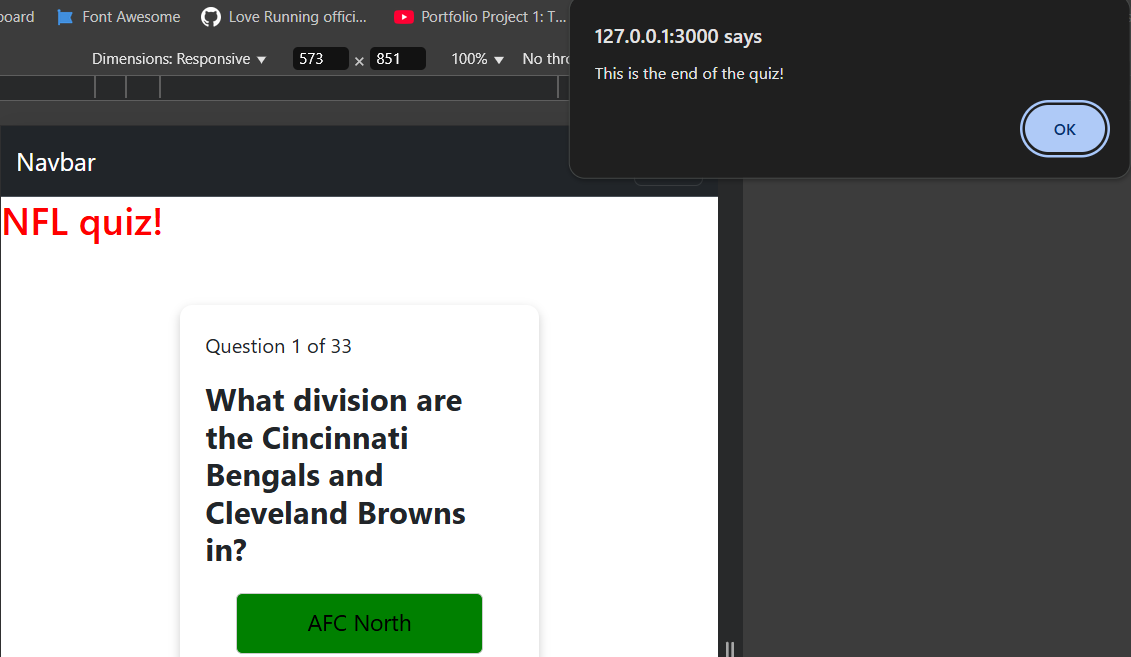 board Font Awesome Love Running offici... Portfolio Project 1: T...
127.0.0.1:3000 says
This is the end of the quiz!
OK
Dimensions: Responsive 573 × 851 100% No thro
Navbar
NFL quiz!
Question 1 of 33
What division are
the Cincinnati
Bengals and
Cleveland Browns
in?
AFC North